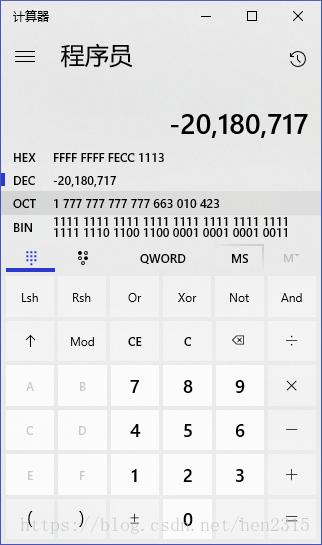 计算器
程序员
-20,180,717
HEX FFFF FFFF FECC 1113
DEC -20,180,717
OCT 1 777 777 777 777 663 010 423
BIN 1111 1111 1111 1111 1111 1111 1111 1111
1111 1110 1100 1100 0001 0001 0001 0011
QWORD MS M˅
Lsh Rsh Or Xor Not And
↑ Mod CE C ⌫ ÷
A B 7 8 9 ×
C D 4 5 6 −
E F 1 2 3 +
( ) ± 0 . =
https://blog.csdn.net/hen2315